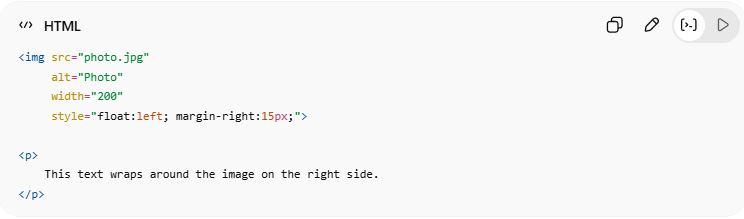 HTML
<img src="photo.jpg"
     alt="Photo"
     width="200"
     style="float:left; margin-right:15px;">
<p>
    This text wraps around the image on the right side.
</p>